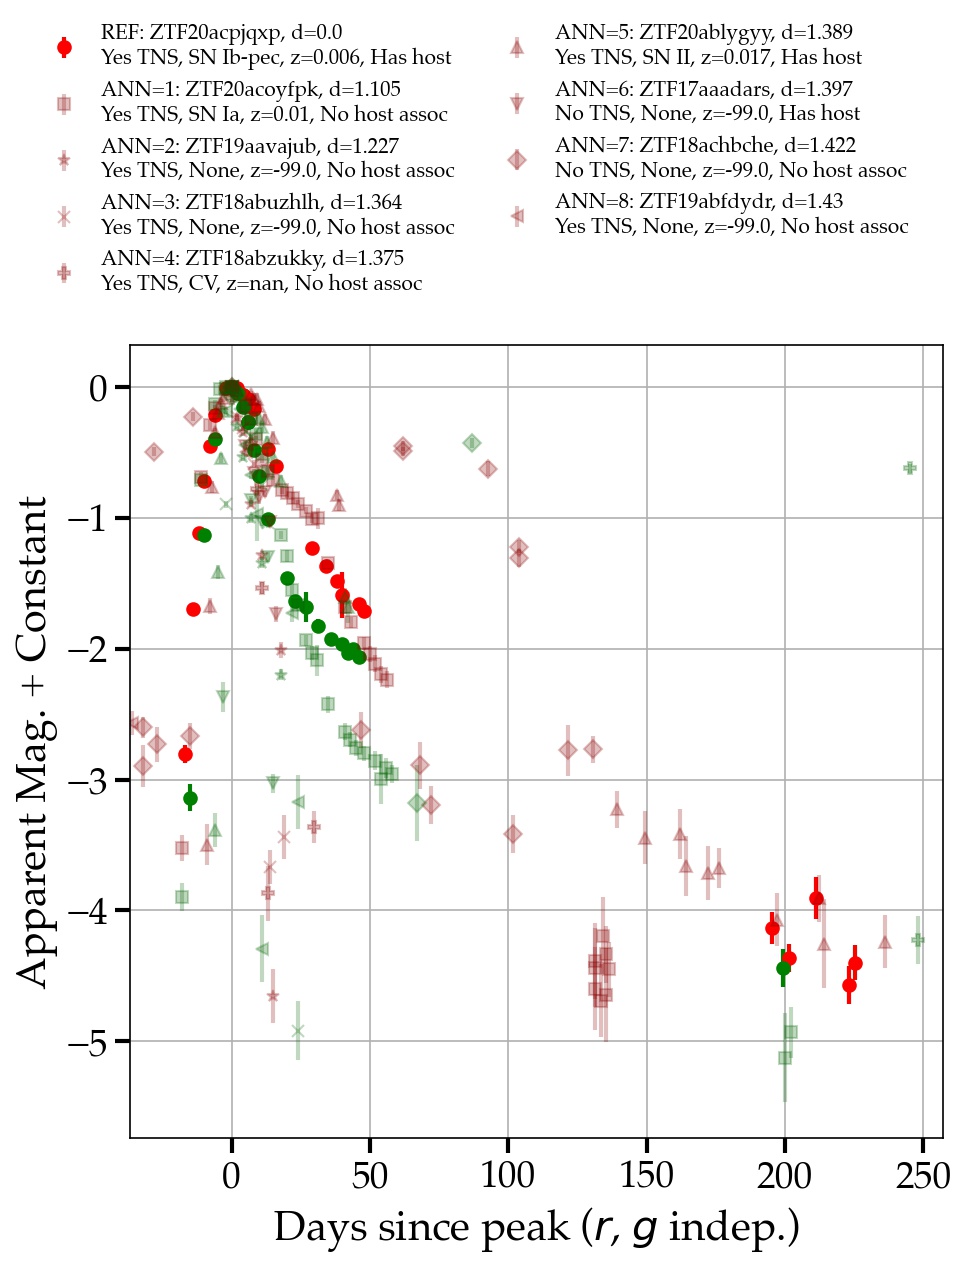 REF: ZTF20acpjqxp, d=0.0
Yes TNS, SN Ib-pec, z=0.006, Has host
ANN=1: ZTF20acoyfpk, d=1.105
Yes TNS, SN Ia, z=0.01, No host assoc
ANN=2: ZTF19aavajub, d=1.227
Yes TNS, None, z=-99.0, No host assoc
ANN=3: ZTF18abuzhlh, d=1.364
Yes TNS, None, z=-99.0, No host assoc
ANN=4: ZTF18abzukky, d=1.375
Yes TNS, CV, z=nan, No host assoc
ANN=5: ZTF20ablygyy, d=1.389
Yes TNS, SN II, z=0.017, Has host
ANN=6: ZTF17aaadars, d=1.397
No TNS, None, z=-99.0, Has host
ANN=7: ZTF18achbche, d=1.422
No TNS, None, z=-99.0, No host assoc
ANN=8: ZTF19abfdydr, d=1.43
Yes TNS, None, z=-99.0, No host assoc
Apparent Mag. + Constant
0
−1
−2
−3
−4
−5
0 50 100 150 200 250
Days since peak (r, g indep.)